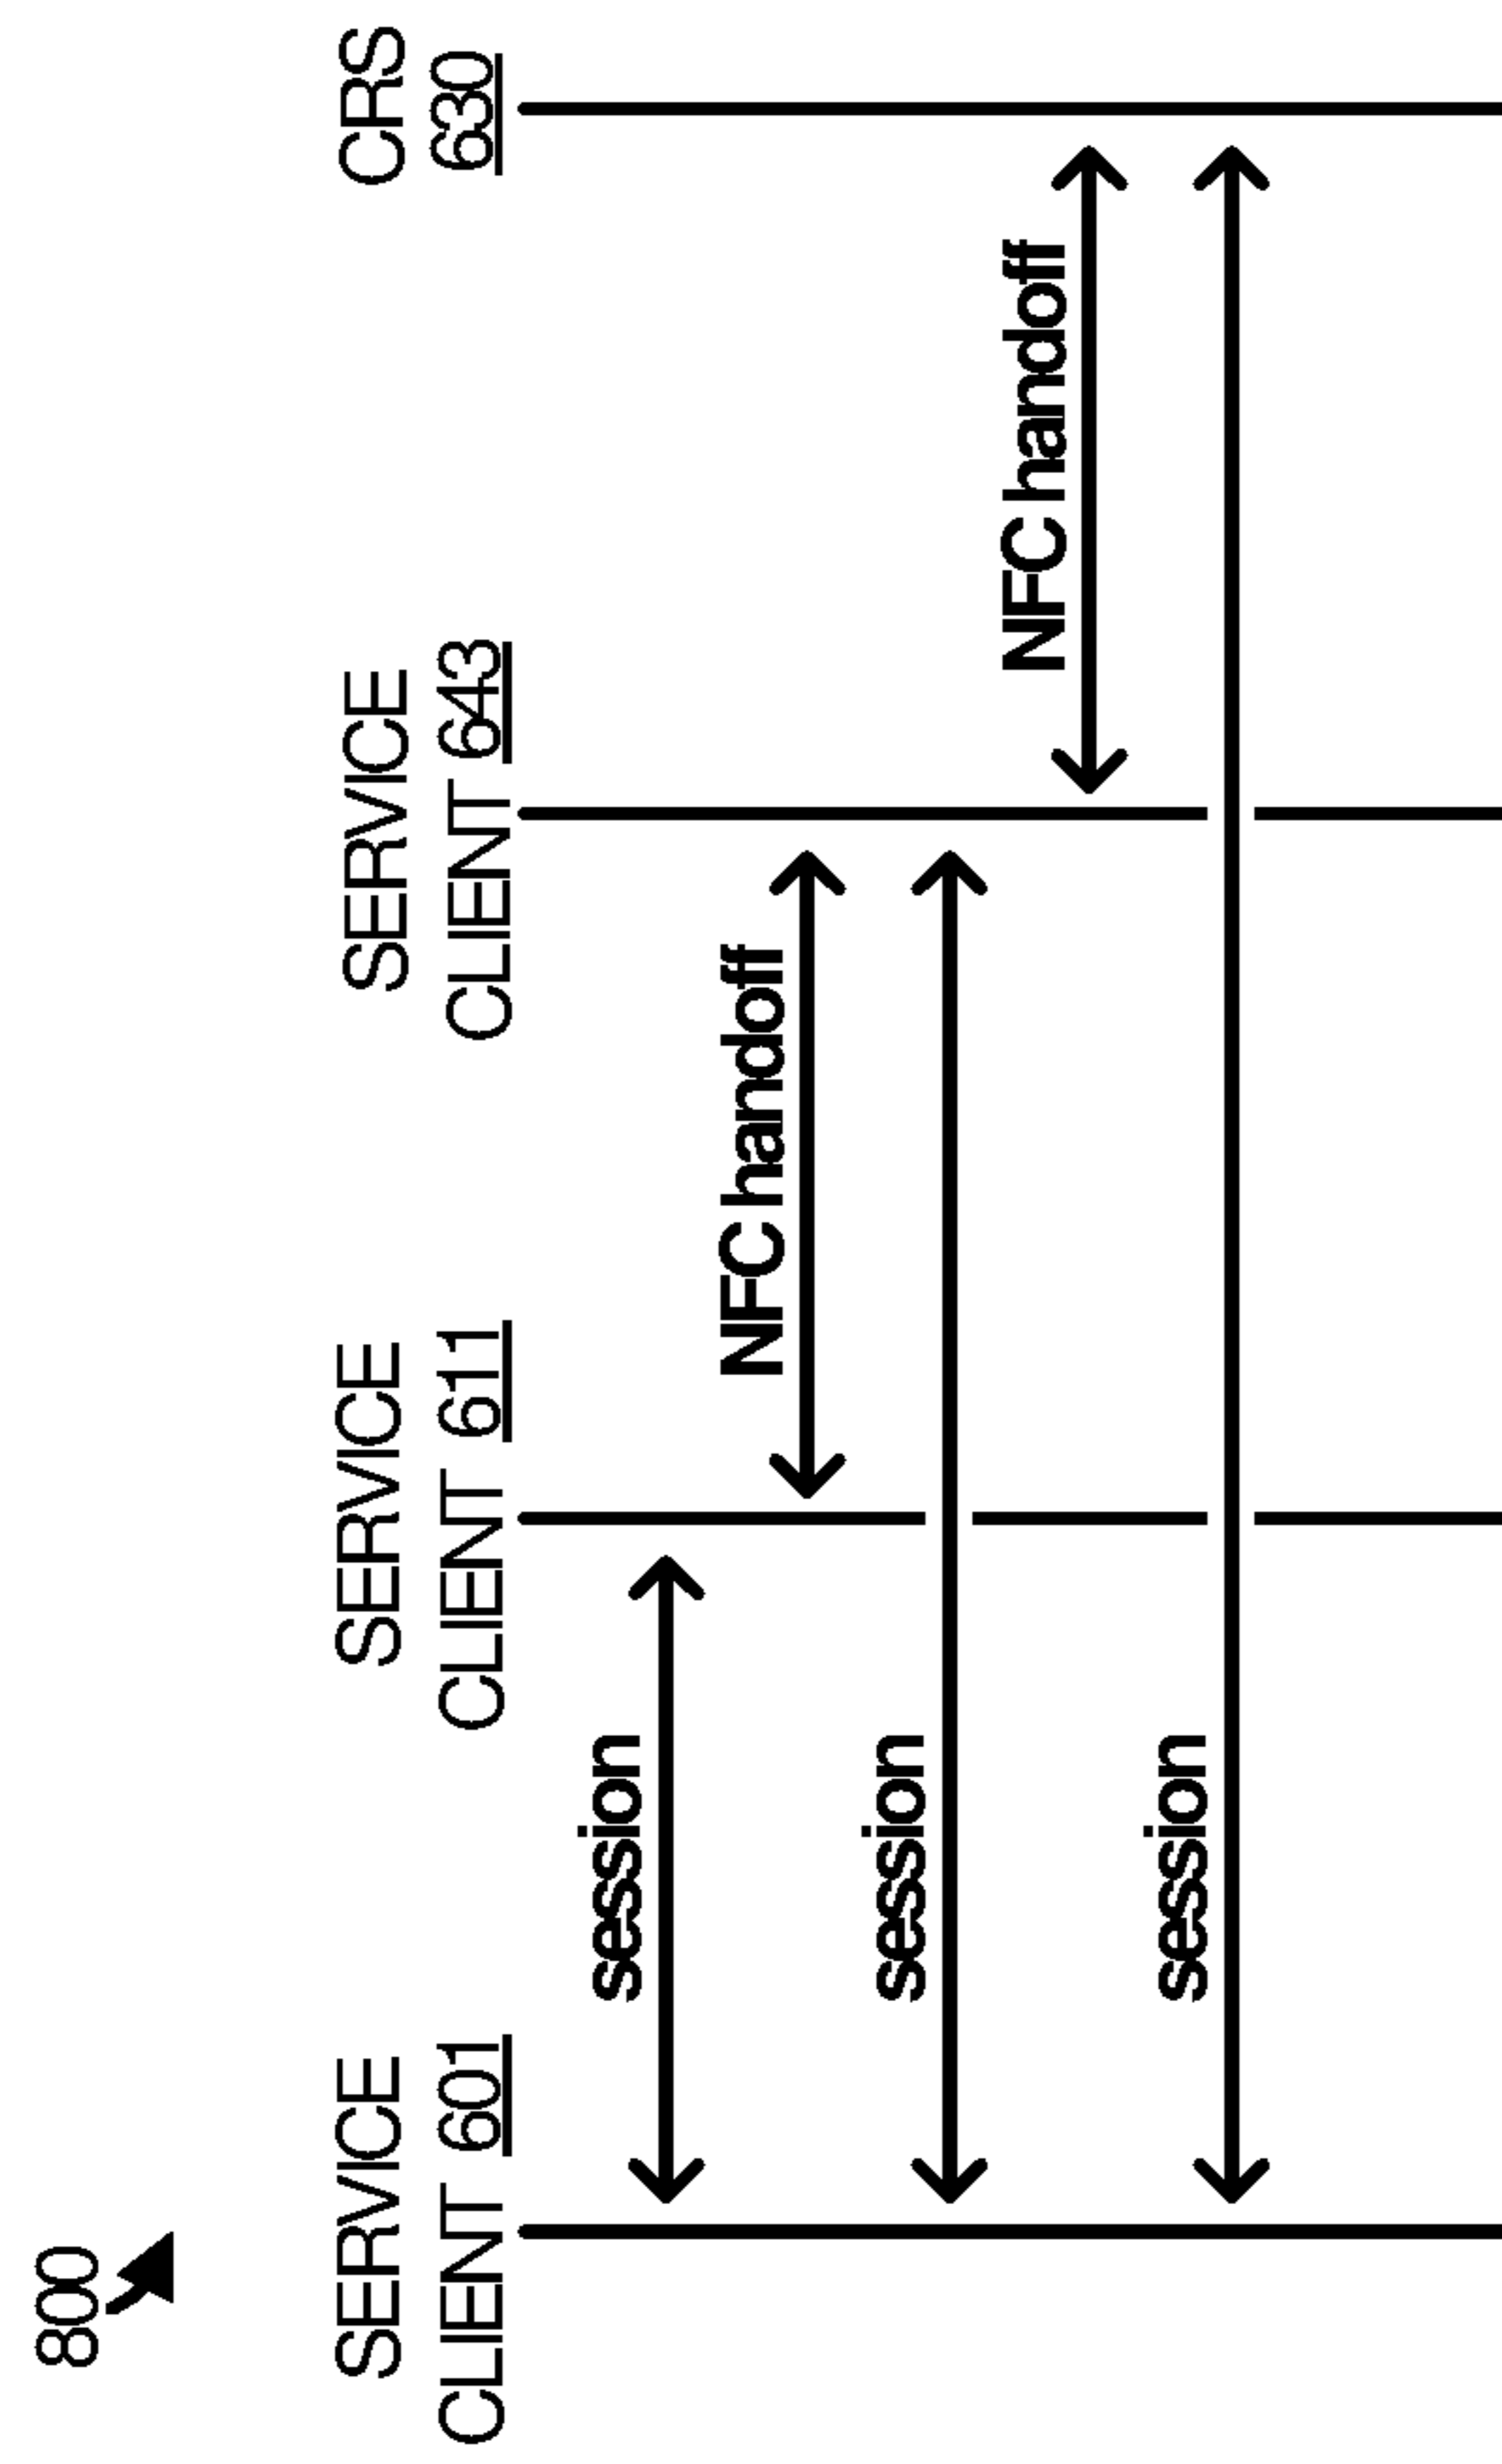 800
SERVICE
CLIENT 601
SERVICE
CLIENT 611
SERVICE
CLIENT 643
CRS
630
session
NFC handoff
session
NFC handoff
session